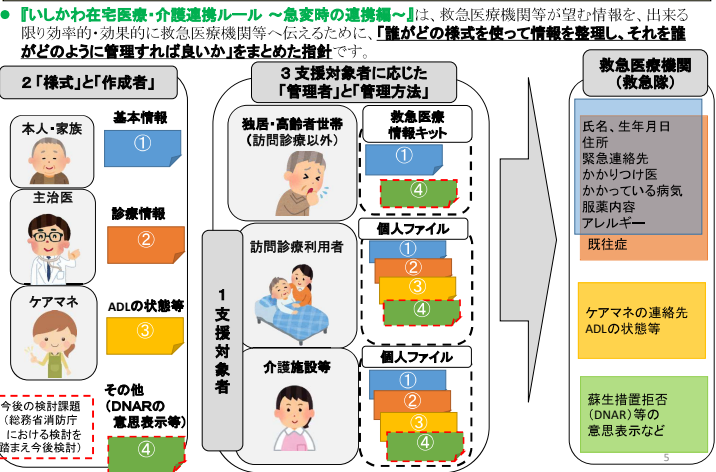 ● 『いしかわ在宅医療・介護連携ルール ～急変時の連携編～』は、救急医療機関等が望む情報を、出来る
限り効率的・効果的に救急医療機関等へ伝えるために、「誰がどの様式を使って情報を整理し、それを誰
がどのように管理すれば良いか」をまとめた指針です。
2「様式」と「作成者」
本人・家族
基本情報
①
主治医
診療情報
②
ケアマネ
ADLの状態等
③
今後の検討課題
（総務省消防庁
における検討を
踏まえ今後検討）
その他
（DNARの
意思表示等）
④
3支援対象者に応じた
「管理者」と「管理方法」
1支援対象者
独居・高齢者世帯
（訪問診療以外）
救急医療
情報キット
①
④
訪問診療利用者
個人ファイル
①
②
③
④
介護施設等
個人ファイル
①
②
③
④
救急医療機関
（救急隊）
氏名、生年月日
住所
緊急連絡先
かかりつけ医
かかっている病気
服薬内容
アレルギー
既往症
ケアマネの連絡先
ADLの状態等
蘇生措置拒否
（DNAR）等の
意思表示など
5